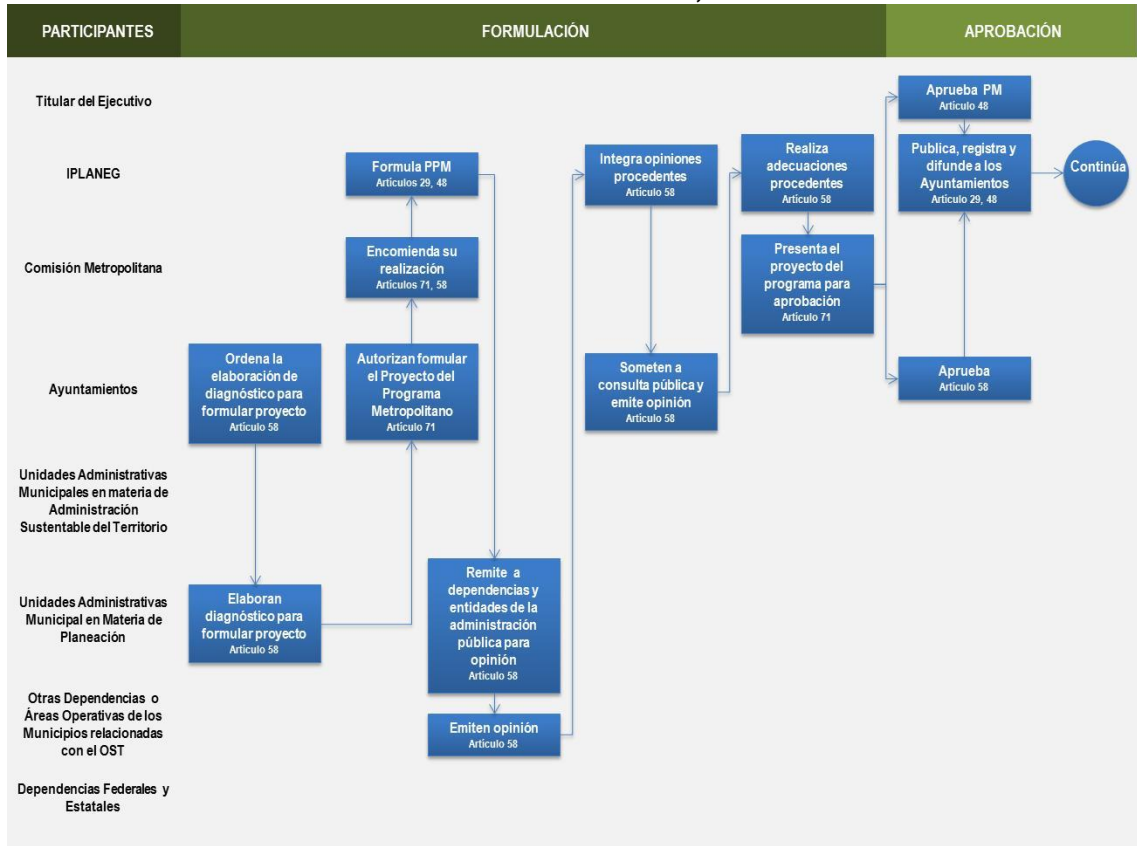 PARTICIPANTES
FORMULACIÓN
APROBACIÓN
Titular del Ejecutivo
Aprueba PM
Artículo 48
IPLANEG
Formula PPM
Artículos 29, 48
Integra opiniones
procedentes
Artículo 58
Realiza
adecuaciones
procedentes
Artículo 58
Publica, registra y
difunde a los
Ayuntamientos
Artículo 29, 48
Continúa
Comisión Metropolitana
Encomienda su
realización
Artículos 71, 58
Presenta el
proyecto del
programa para
aprobación
Artículo 71
Ayuntamientos
Ordena la
elaboración de
diagnóstico para
formular proyecto
Artículo 58
Autorizan formular
el Proyecto del
Programa
Metropolitano
Artículo 71
Someten a
consulta pública y
emite opinión
Artículo 58
Aprueba
Artículo 58
Unidades Administrativas
Municipales en materia de
Administración
Sustentable del Territorio
Unidades Administrativas
Municipal en Materia de
Planeación
Elaboran
diagnóstico para
formular proyecto
Artículo 58
Remite a
dependencias y
entidades de la
administración
pública para
opinión
Artículo 58
Otras Dependencias o
Áreas Operativas de los
Municipios relacionadas
con el OST
Emiten opinión
Artículo 58
Dependencias Federales y
Estatales